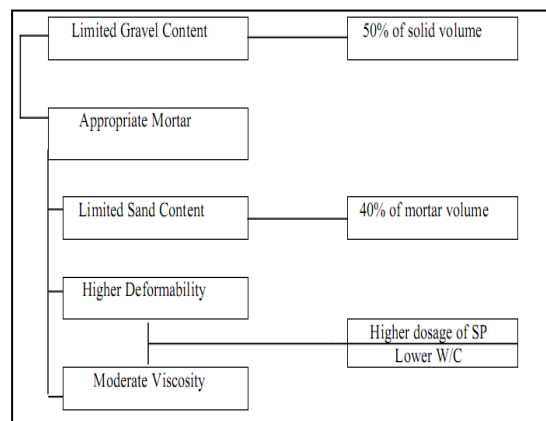 Limited Gravel Content
50% of solid volume
Appropriate Mortar
Limited Sand Content
40% of mortar volume
Higher Deformability
Higher dosage of SP
Lower W/C
Moderate Viscosity